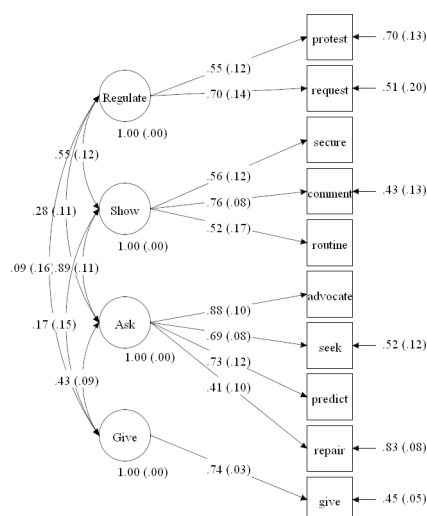 protest
.70 (.13)
.55 (.12)
Regulate
.70 (.14)
request
.51 (.20)
1.00 (.00)
secure
.55 (.12)
.56 (.12)
.28 (.11)
Show
.76 (.08)
comment
.43 (.13)
1.00 (.00)
.52 (.17)
routine
.09 (.16)
.89 (.11)
advocate
.88 (.10)
.17 (.15)
Ask
.69 (.08)
seek
.52 (.12)
1.00 (.00)
.73 (.12)
.43 (.09)
.41 (.10)
predict
repair
.83 (.08)
Give
1.00 (.00)
.74 (.03)
give
.45 (.05)